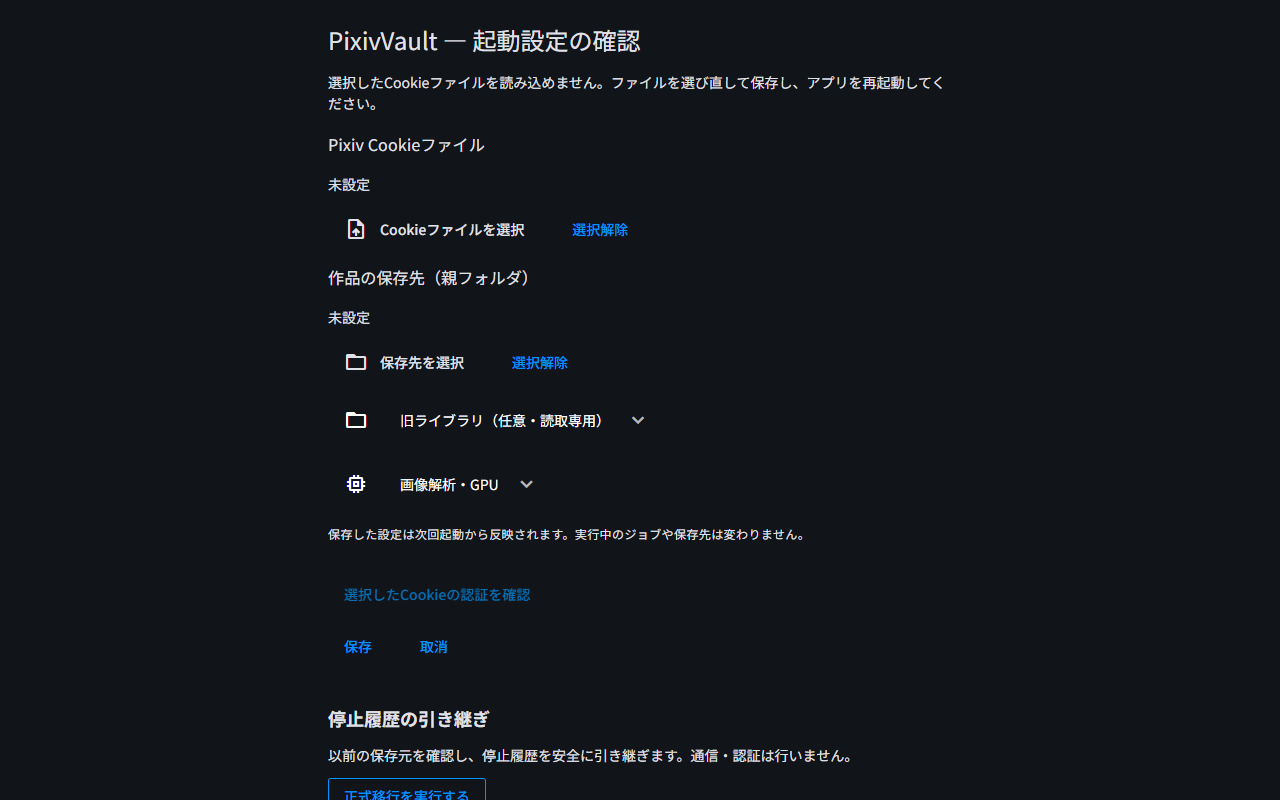 PixivVault — 起動設定の確認
選択したCookieファイルを読み込めません。ファイルを選び直して保存し、アプリを再起動してく
ださい。
Pixiv Cookieファイル
未設定
Cookieファイルを選択 選択解除
作品の保存先（親フォルダ）
未設定
保存先を選択 選択解除
旧ライブラリ（任意・読取専用）
画像解析・GPU
保存した設定は次回起動から反映されます。実行中のジョブや保存先は変わりません。
選択したCookieの認証を確認
保存 取消
停止履歴の引き継ぎ
以前の保存元を確認し、停止履歴を安全に引き継ぎます。通信・認証は行いません。
正式移行を実行する